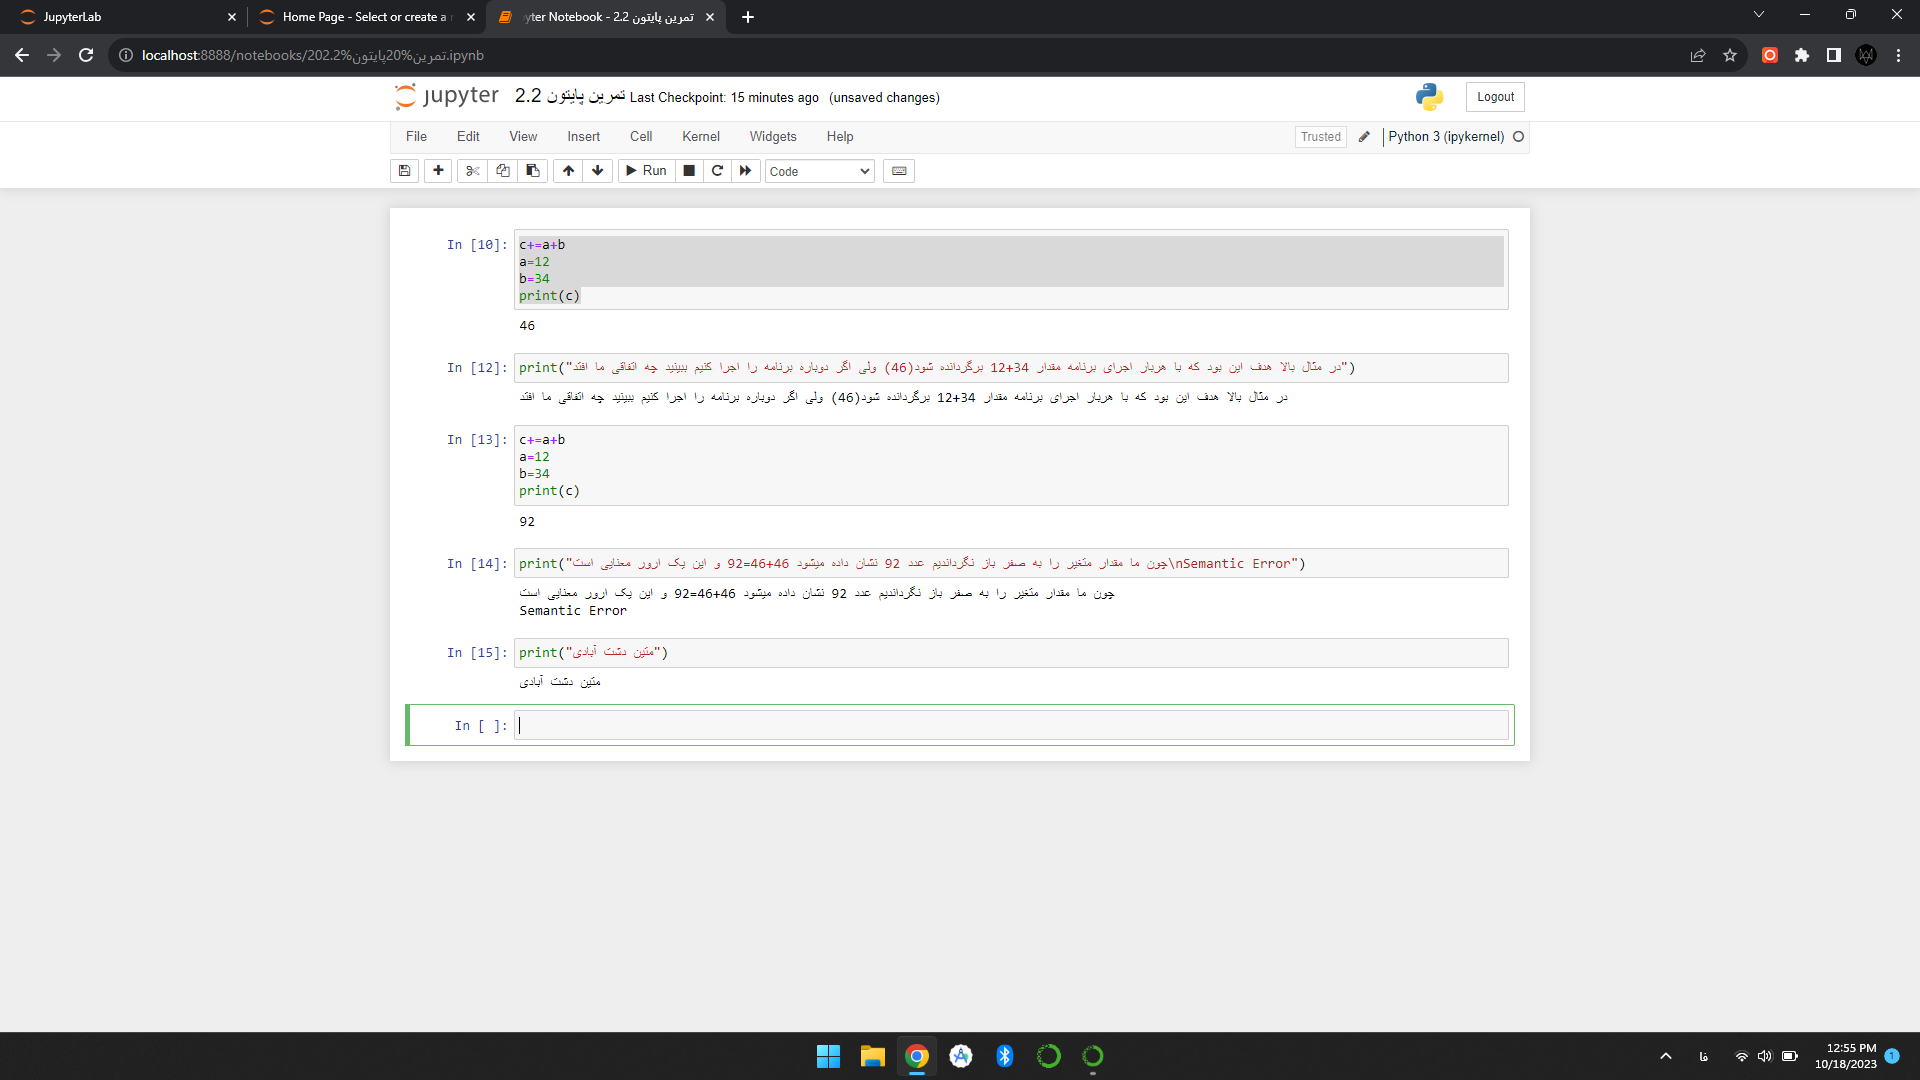 JupyterLab
Home Page - Select or create a
yter Notebook - 2.2 تمرین پایتون
localhost:8888/notebooks/202.2%تمرین%20پایتون.ipynb
jupyter تمرین پایتون 2.2 Last Checkpoint: 15 minutes ago (unsaved changes)
Logout
File Edit View Insert Cell Kernel Widgets Help
Trusted Python 3 (ipykernel)
Run Code
In [10]: c+=a+b
a=12
b=34
print(c)
46
In [12]: print("در مثال بالا هدف این بود که با هربار اجرای برنامه مقدار 34+12 برگردانده شود(46) ولی اگر دوباره برنامه را اجرا کنیم ببینید چه اتفاقی ما افتد")
در مثال بالا هدف این بود که با هربار اجرای برنامه مقدار 34+12 برگردانده شود(46) ولی اگر دوباره برنامه را اجرا کنیم ببینید چه اتفاقی ما افتد
In [13]: c+=a+b
a=12
b=34
print(c)
92
In [14]: print("چون ما مقدار متغیر را به صفر باز نگرداندیم عدد 92 نشان داده میشود 46+46=92 و این یک ارور معنایی است\nSemantic Error")
چون ما مقدار متغیر را به صفر باز نگرداندیم عدد 92 نشان داده میشود 46+46=92 و این یک ارور معنایی است
Semantic Error
In [15]: print("متین دشت آبادی")
متین دشت آبادی
In [ ]:
فا
12:55 PM
10/18/2023
1